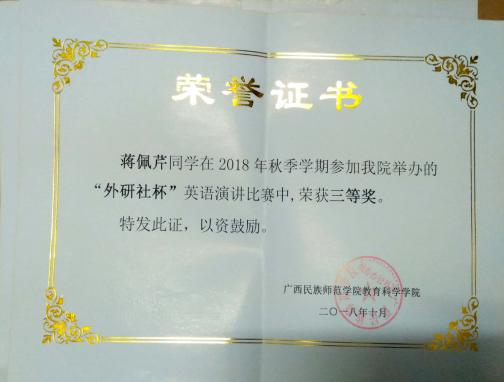 荣誉证书
蒋佩芹同学在2018年秋季学期参加我院举办的
“外研社杯”英语演讲比赛中,荣获三等奖。
特发此证，以资鼓励。
广西民族师范学院教育科学学院
二〇一八年十月